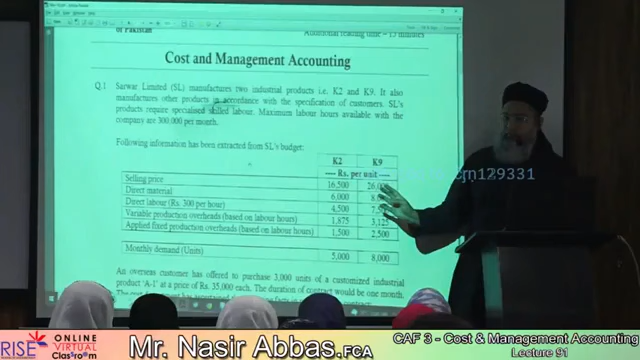 of Pakistan
Additional reading time – 15 minutes
Cost and Management Accounting
Q.1 Sarwar Limited (SL) manufactures two industrial products i.e. K2 and K9. It also
manufactures other products in accordance with the specification of customers. SL's
products require specialised skilled labour. Maximum labour hours available with the
company are 300,000 per month.
Following information has been extracted from SL's budget:
K2 K9
---- Rs. per unit ----
Selling price 16,500
Direct material 6,000
Direct labour (Rs. 300 per hour) 4,500
Variable production overheads (based on labour hours) 1,875 3,125
Applied fixed production overheads (based on labour hours) 1,500 2,500
Monthly demand (Units) 5,000 8,000
An overseas customer has offered to purchase 3,000 units of a customized industrial
product 'A-1' at a price of Rs. 35,000 each. The duration of contract would be one month.
RISE
ONLINE
VIRTUAL
Classroom
Mr. Nasir Abbas.FCA
CAF 3 - Cost & Management Accounting
Lecture 91